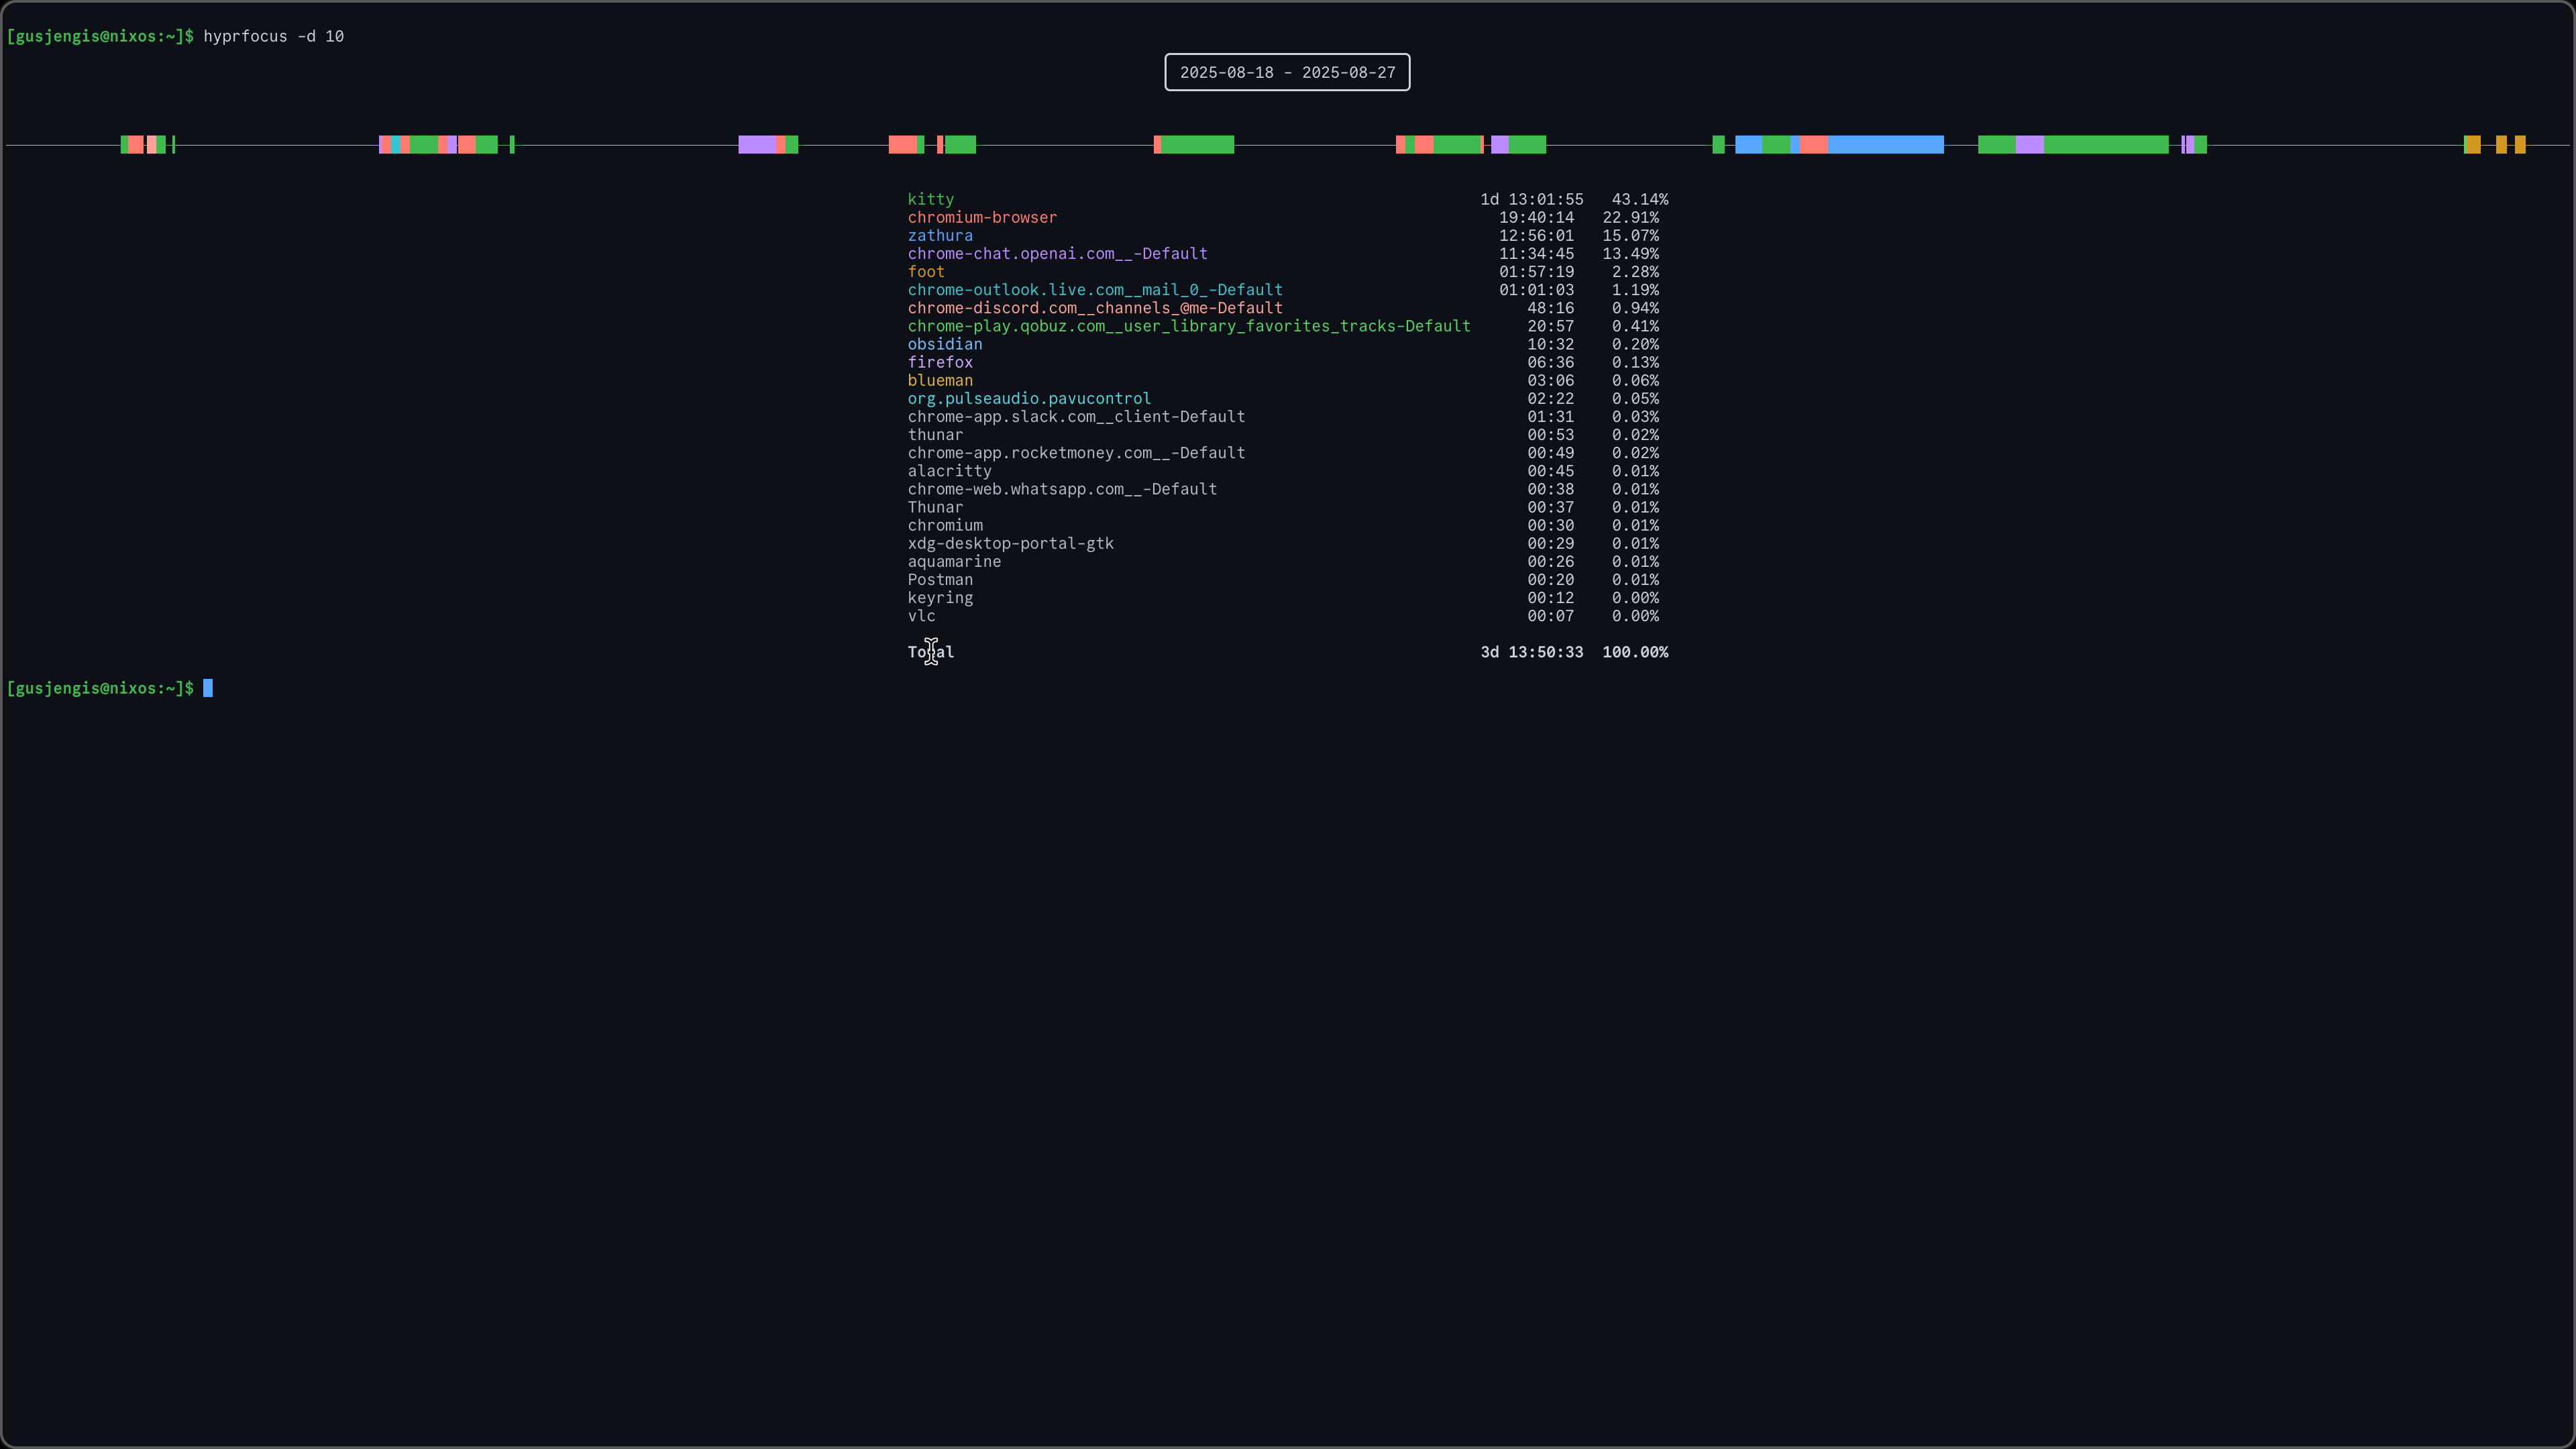 [gusjengis@nixos:~]$ hyprfocus -d 10
2025-08-18 - 2025-08-27
kitty 1d 13:01:55 43.14%
chromium-browser 19:40:14 22.91%
zathura 12:56:01 15.07%
chrome-chat.openai.com__-Default 11:34:45 13.49%
foot 01:57:19 2.28%
chrome-outlook.live.com__mail_0_-Default 01:01:03 1.19%
chrome-discord.com__channels_@me-Default 48:16 0.94%
chrome-play.qobuz.com__user_library_favorites_tracks-Default 20:57 0.41%
obsidian 10:32 0.20%
firefox 06:36 0.13%
blueman 03:06 0.06%
org.pulseaudio.pavucontrol 02:22 0.05%
chrome-app.slack.com__client-Default 01:31 0.03%
thunar 00:53 0.02%
chrome-app.rocketmoney.com__-Default 00:49 0.02%
alacritty 00:45 0.01%
chrome-web.whatsapp.com__-Default 00:38 0.01%
Thunar 00:37 0.01%
chromium 00:30 0.01%
xdg-desktop-portal-gtk 00:29 0.01%
aquamarine 00:26 0.01%
Postman 00:20 0.01%
keyring 00:12 0.00%
vlc 00:07 0.00%
Total 3d 13:50:33 100.00%
[gusjengis@nixos:~]$